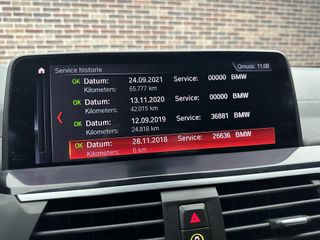 Service historie Qmusic 11:08
OK Datum: 24.09.2021 Service: 00000 BMW
Kilometers: 65.777 km
OK Datum: 13.11.2020 Service: 00000 BMW
Kilometers: 42.015 km
OK Datum: 12.09.2019 Service: 36881 BMW
Kilometers: 24.818 km
OK Datum: 28.11.2018 Service: 26636 BMW
Kilometers: 6 km